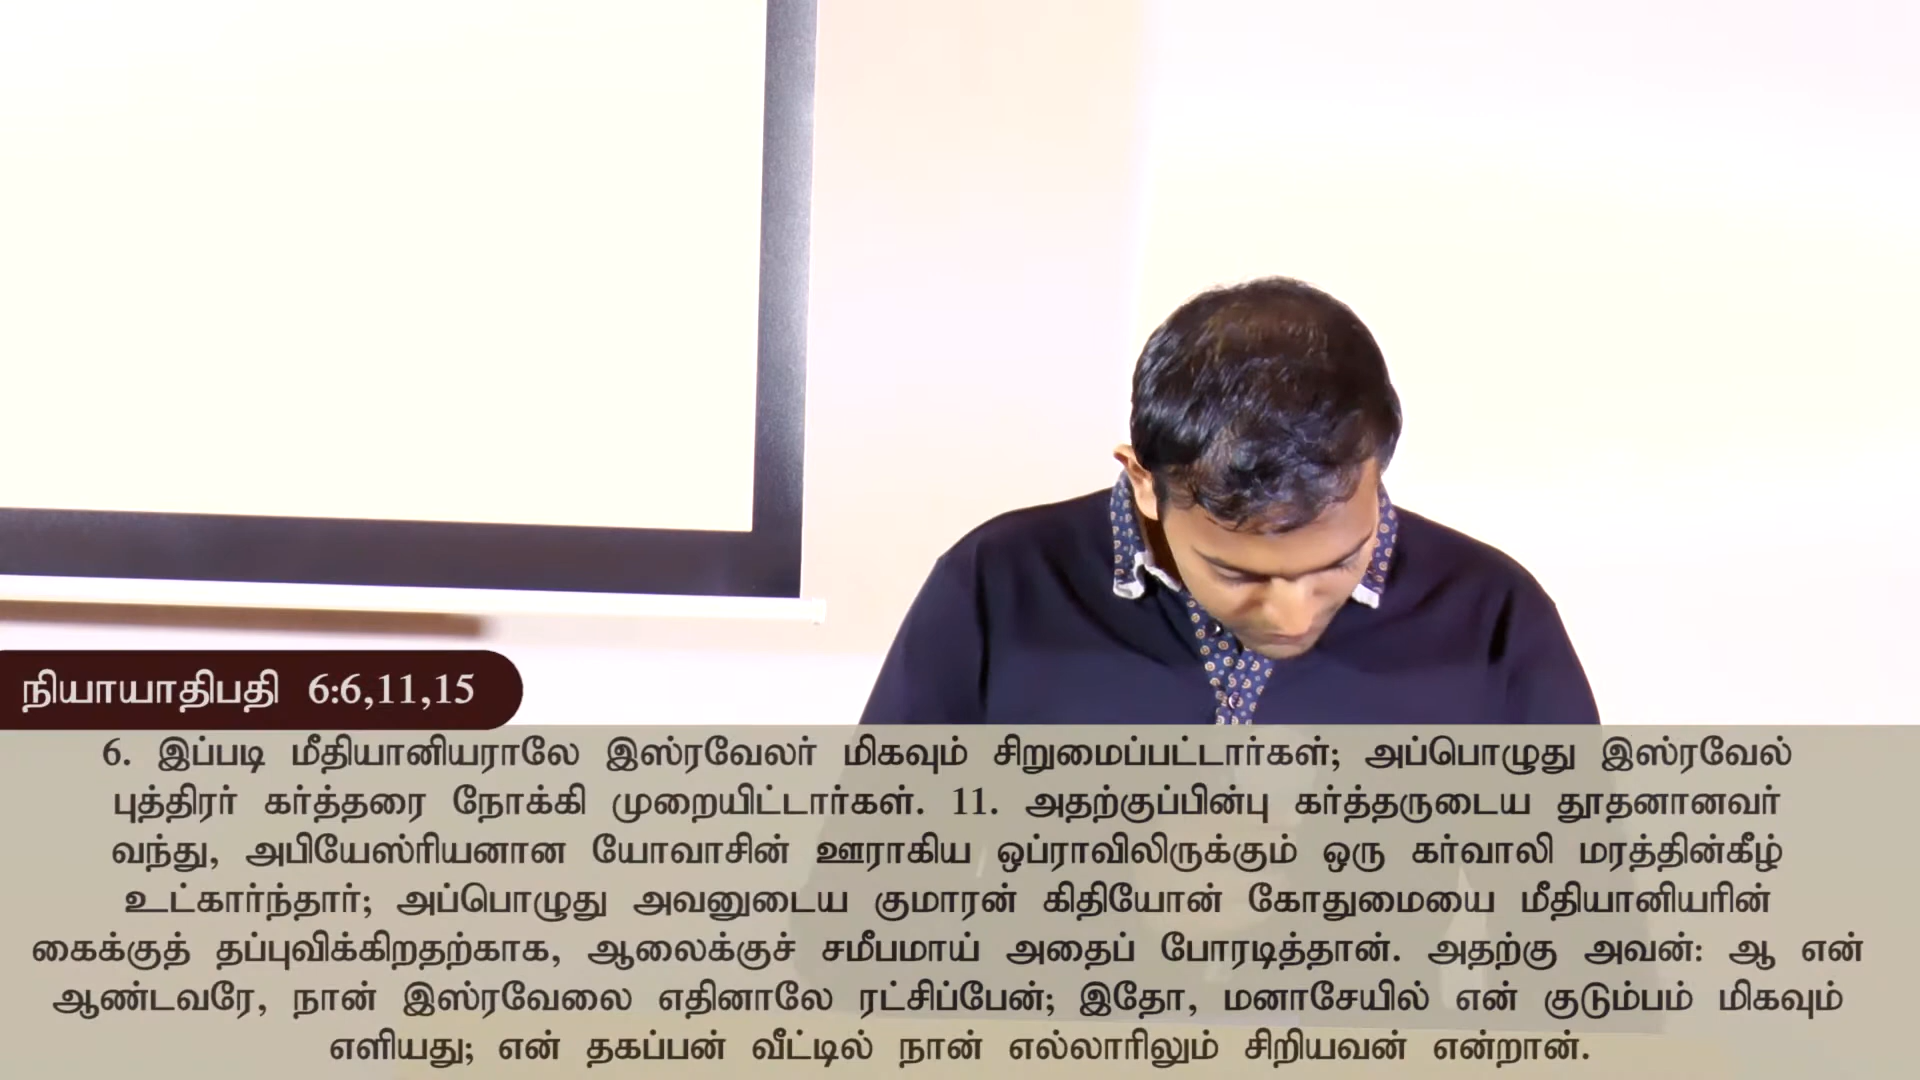 நியாயாதிபதி 6:6,11,15
6. இப்படி மீதியானியராலே இஸ்ரவேலர் மிகவும் சிறுமைப்பட்டார்கள்; அப்பொழுது இஸ்ரவேல்
புத்திரர் கர்த்தரை நோக்கி முறையிட்டார்கள். 11. அதற்குப்பின்பு கர்த்தருடைய தூதனானவர்
வந்து, அபியேஸ்ரியனான யோவாசின் ஊராகிய ஒப்ராவிலிருக்கும் ஒரு கர்வாலி மரத்தின்கீழ்
உட்கார்ந்தார்; அப்பொழுது அவனுடைய குமாரன் கிதியோன் கோதுமையை மீதியானியரின்
கைக்குத் தப்புவிக்கிறதற்காக, ஆலைக்குச் சமீபமாய் அதைப் போரடித்தான். அதற்கு அவன்: ஆ என்
ஆண்டவரே, நான் இஸ்ரவேலை எதினாலே ரட்சிப்பேன்; இதோ, மனாசேயில் என் குடும்பம் மிகவும்
எளியது; என் தகப்பன் வீட்டில் நான் எல்லாரிலும் சிறியவன் என்றான்.